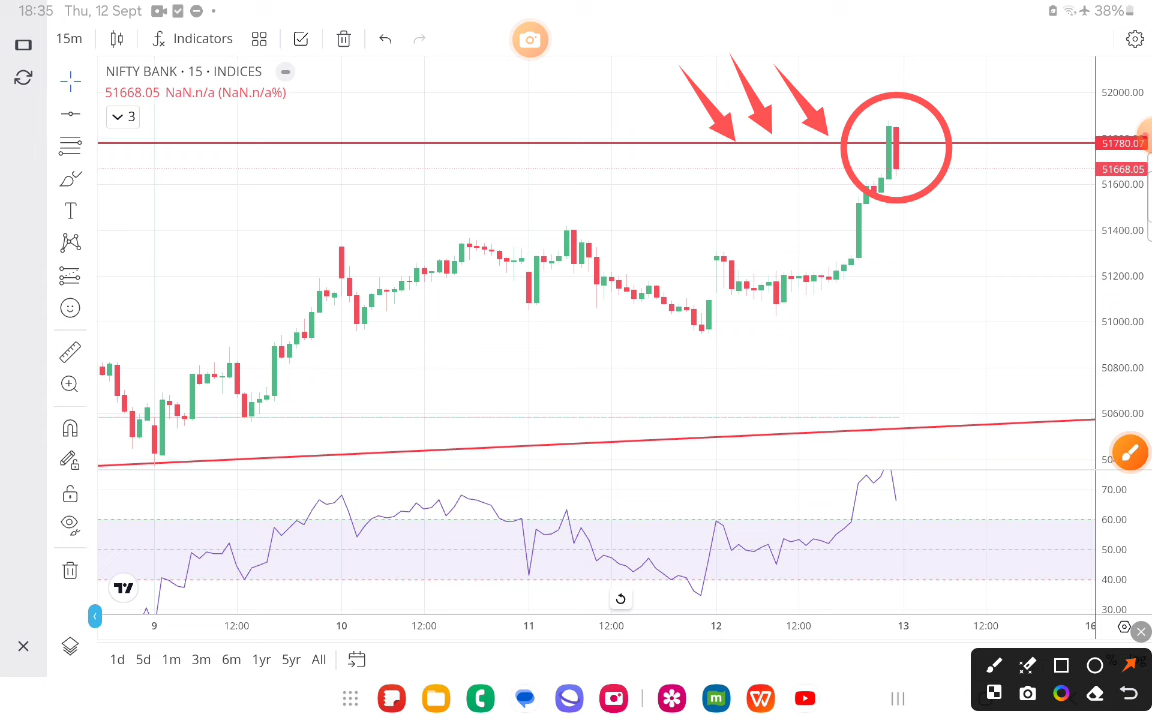 18:35 Thu, 12 Sept
38%
15m
Indicators
NIFTY BANK • 15 • INDICES
51668.05 NaN.n/a (NaN.n/a%)
3
52000.00
51780.07
51668.05
51600.00
51400.00
51200.00
51000.00
50800.00
50600.00
70.00
60.00
50.00
40.00
30.00
9 12:00 10 12:00 11 12:00 12 12:00 13 12:00 16
1d 5d 1m 3m 6m 1yr 5yr All